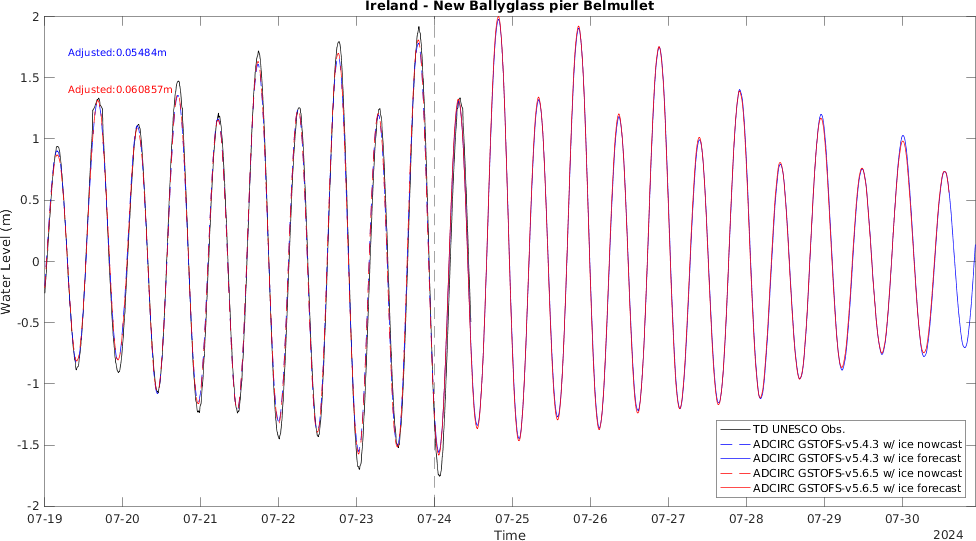 Ireland - New Ballyglass pier Belmullet
Adjusted:0.05484m
Adjusted:0.060857m
Water Level (m)
2
1.5
1
0.5
0
-0.5
-1
-1.5
-2
07-19 07-20 07-21 07-22 07-23 07-24 07-25 07-26 07-27 07-28 07-29 07-30
Time
2024
TD UNESCO Obs.
ADCIRC GSTOFS-v5.4.3 w/ ice nowcast
ADCIRC GSTOFS-v5.4.3 w/ ice forecast
ADCIRC GSTOFS-v5.6.5 w/ ice nowcast
ADCIRC GSTOFS-v5.6.5 w/ ice forecast